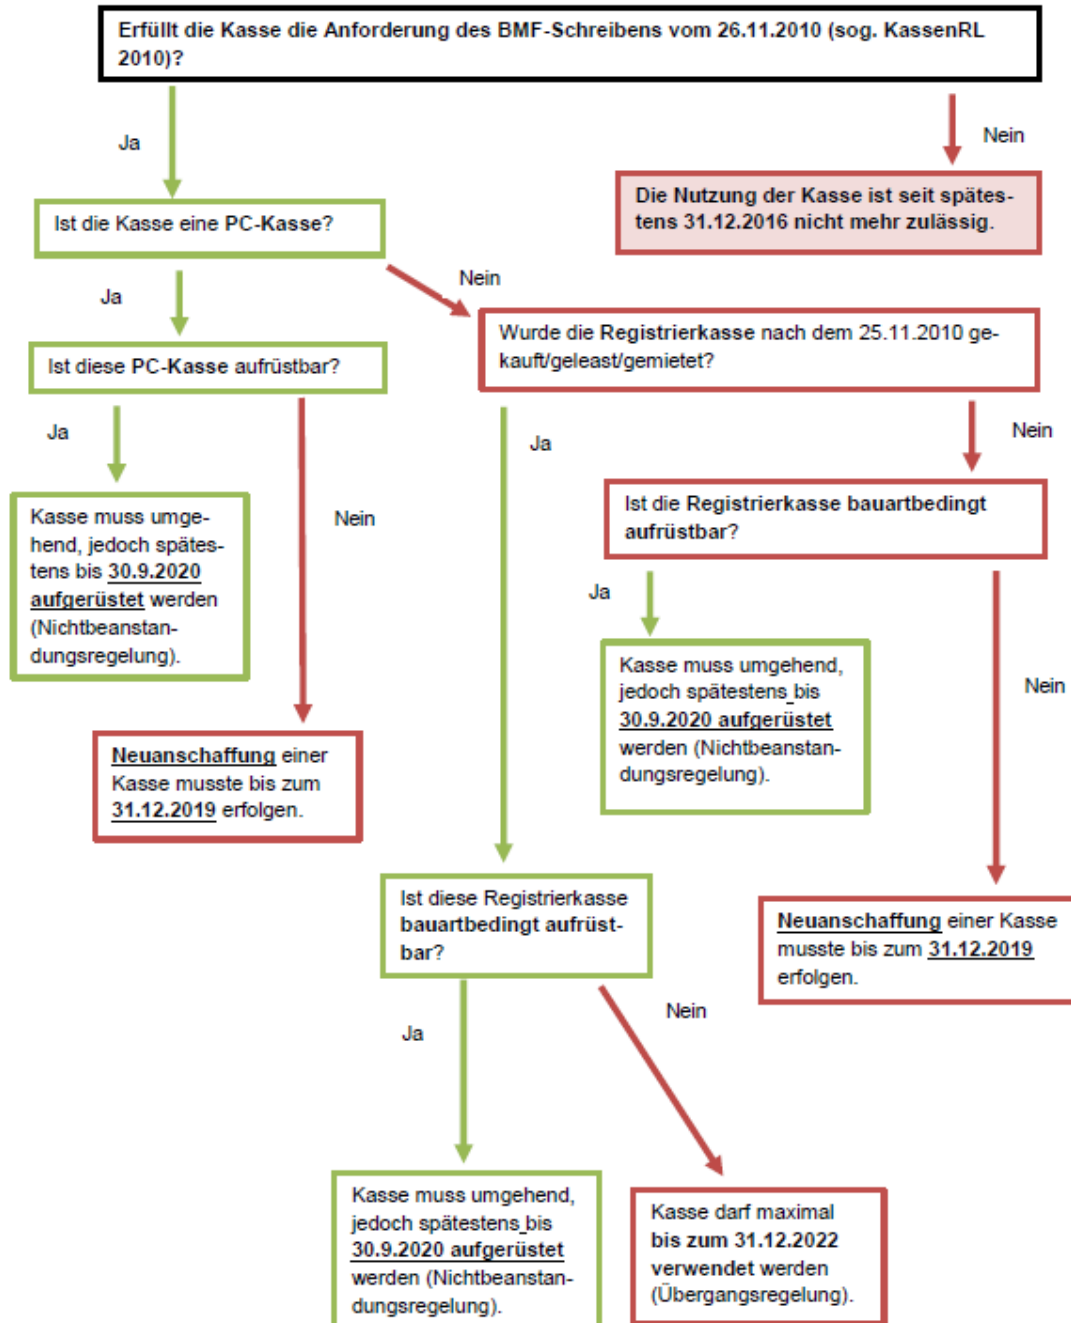 Erfüllt die Kasse die Anforderung des BMF-Schreibens vom 26.11.2010 (sog. KassenRL
2010)?
Ja
Nein
Die Nutzung der Kasse ist seit spätes-
tens 31.12.2016 nicht mehr zulässig.
Ist die Kasse eine PC-Kasse?
Ja
Nein
Wurde die Registrierkasse nach dem 25.11.2010 ge-
kauft/geleast/gemietet?
Ist diese PC-Kasse aufrüstbar?
Ja
Nein
Ja
Nein
Kasse muss umge-
hend, jedoch spätes-
tens bis 30.9.2020
aufgerüstet werden
(Nichtbeanstan-
dungsregelung).
Ist die Registrierkasse bauartbedingt
aufrüstbar?
Ja
Nein
Kasse muss umgehend,
jedoch spätestens bis
30.9.2020 aufgerüstet
werden (Nichtbeanstan-
dungsregelung).
Neuanschaffung einer
Kasse musste bis zum
31.12.2019 erfolgen.
Ist diese Registrierkasse
bauartbedingt aufrüst-
bar?
Neuanschaffung einer Kasse
musste bis zum 31.12.2019
erfolgen.
Ja
Nein
Kasse muss umgehend,
jedoch spätestens bis
30.9.2020 aufgerüstet
werden (Nichtbeanstan-
dungsregelung).
Kasse darf maximal
bis zum 31.12.2022
verwendet werden
(Übergangsregelung).